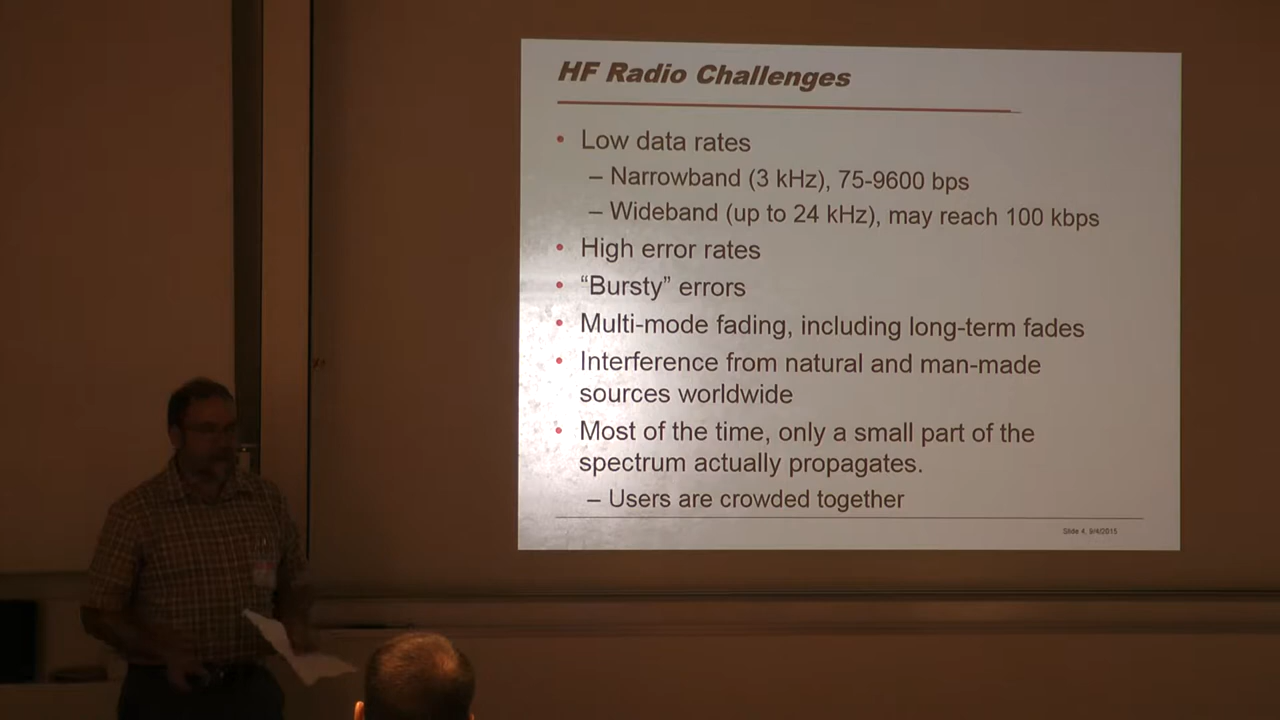 HF Radio Challenges
• Low data rates
– Narrowband (3 kHz), 75-9600 bps
– Wideband (up to 24 kHz), may reach 100 kbps
• High error rates
• “Bursty” errors
• Multi-mode fading, including long-term fades
• Interference from natural and man-made
sources worldwide
• Most of the time, only a small part of the
spectrum actually propagates.
– Users are crowded together
Slide 4, 9/4/2015